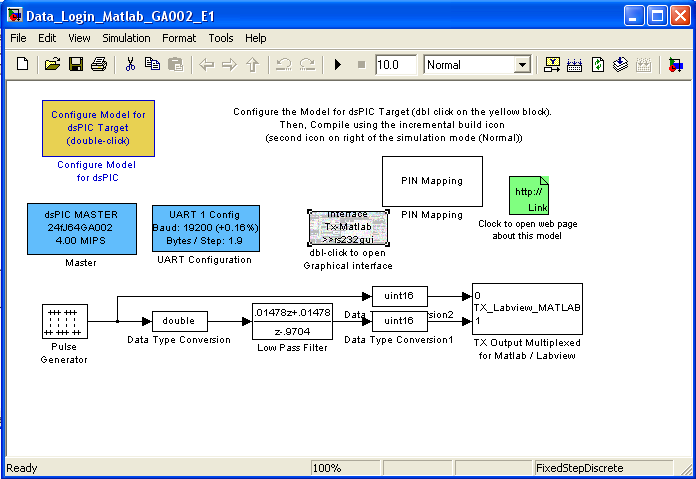 Data_Login_Matlab_GA002_E1
File Edit View Simulation Format Tools Help
10.0 Normal
Configure Model for
dsPIC Target
(double-click)
Configure Model
for dsPIC
Configure the Model for dsPIC Target (dbl click on the yellow block).
Then, Compile using the incremental build icon
(second icon on right of the simulation mode (Normal))
PIN Mapping
PIN Mapping
http://
Link
Clock to open web page
about this model
dsPIC MASTER
24fJ64GA002
4.00 MIPS
Master
UART 1 Config
Baud: 19200 (+0.16%)
Bytes / Step: 1.9
UART Configuration
Interface
Tx-Matlab
>>rs232gui
dbl-click to open
Graphical interface
Pulse
Generator
double
Data Type Conversion
.01478z+.01478
z-.9704
Low Pass Filter
uint16
Data Type Conversion2
uint16
Data Type Conversion1
0
TX_Labview_MATLAB
1
TX Output Multiplexed
for Matlab / Labview
Ready 100% FixedStepDiscrete